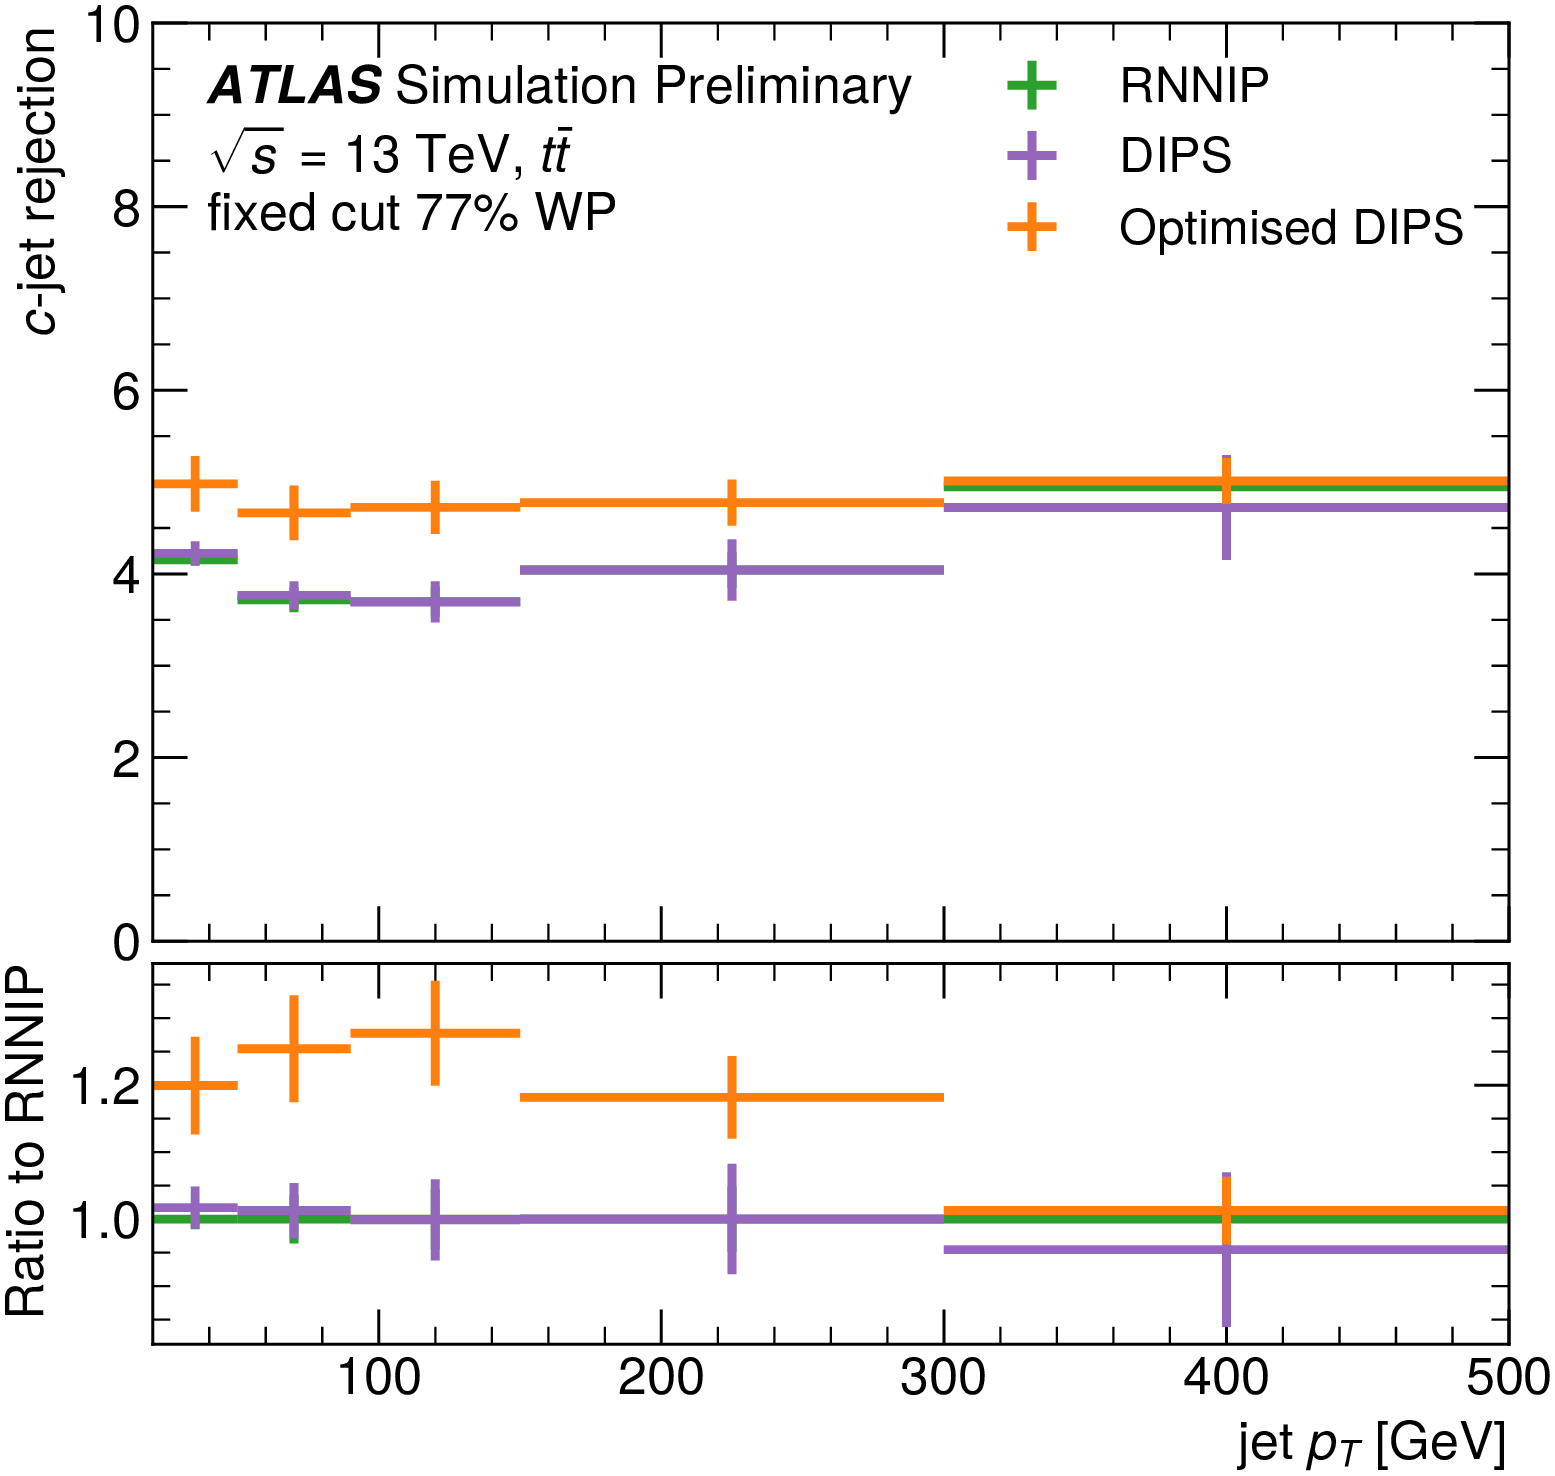 c-jet rejection
10
8
6
4
2
0
ATLAS Simulation Preliminary
√s = 13 TeV, tt̄
fixed cut 77% WP
RNNIP
DIPS
Optimised DIPS
Ratio to RNNIP
1.2
1.0
100 200 300 400 500
jet p_T [GeV]